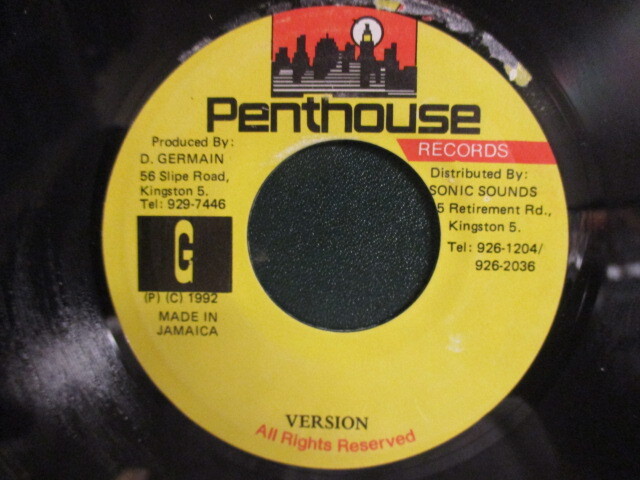 Penthouse
RECORDS
Produced By:
D. GERMAIN
56 Slipe Road,
Kingston 5.
Tel: 929-7446
G
(P) (C) 1992
MADE IN
JAMAICA
Distributed By:
SONIC SOUNDS
5 Retirement Rd.,
Kingston 5.
Tel: 926-1204/
926-2036
VERSION
All Rights Reserved